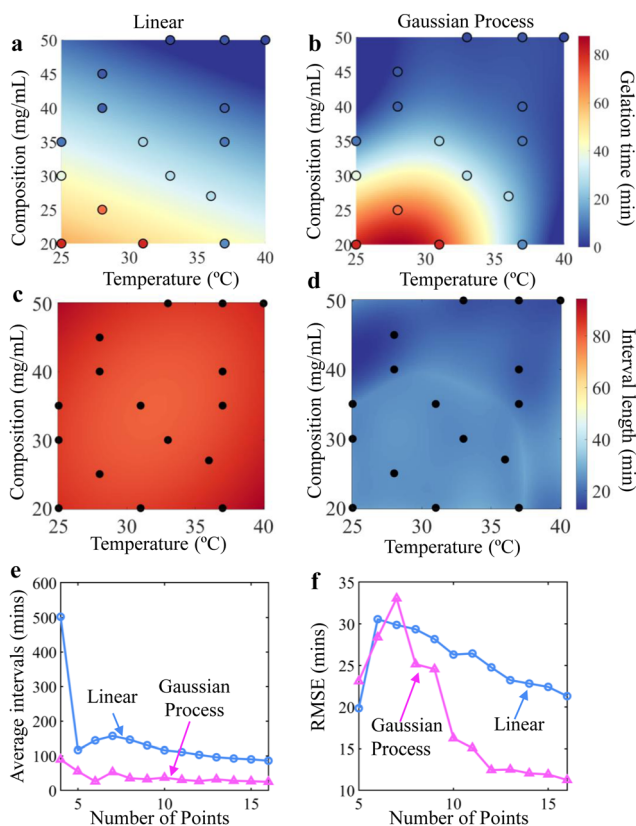 Linear
Gaussian Process
a
b
50
45
40
35
30
25
20
Composition (mg/mL)
25
30
35
40
Temperature (ºC)
50
40
30
20
Composition (mg/mL)
25
30
35
40
Temperature (ºC)
80
60
40
20
0
Gelation time (min)
c
d
50
40
30
20
Composition (mg/mL)
25
30
35
40
Temperature (ºC)
50
40
30
20
Composition (mg/mL)
25
30
35
40
Temperature (ºC)
80
60
40
20
Interval length (min)
e
f
600
500
400
300
200
100
0
Average intervals (mins)
Linear
Gaussian
Process
5
10
15
Number of Points
35
30
25
20
15
10
RMSE (mins)
Gaussian
Process
Linear
5
10
15
Number of Points